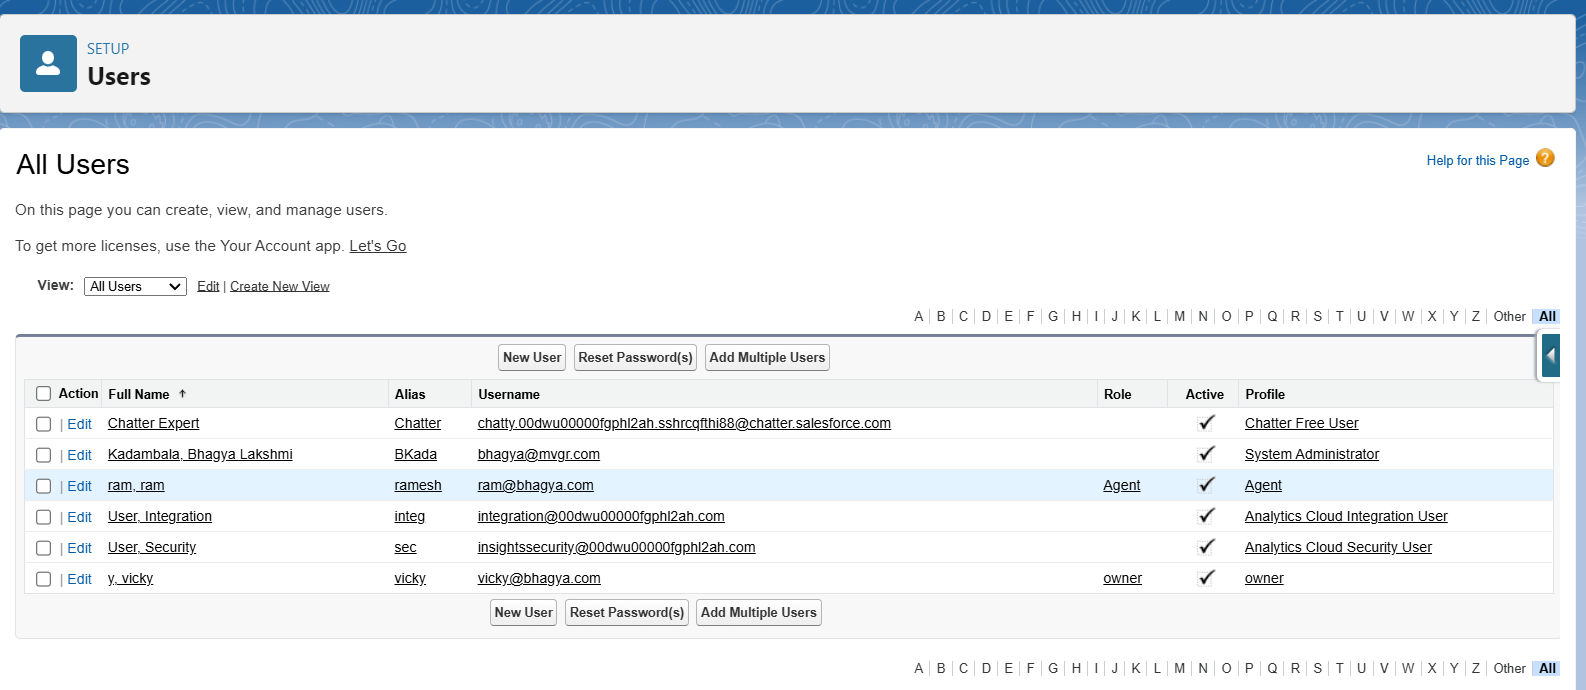 SETUP
Users
All Users
Help for this Page ?
On this page you can create, view, and manage users.
To get more licenses, use the Your Account app. Let's Go
View: All Users Edit | Create New View
A | B | C | D | E | F | G | H | I | J | K | L | M | N | O | P | Q | R | S | T | U | V | W | X | Y | Z | Other | All
New User Reset Password(s) Add Multiple Users
Action Full Name ↑ Alias Username Role Active Profile
| Edit Chatter Expert Chatter chatty.00dwu00000fgphl2ah.sshrcqfthi88@chatter.salesforce.com ✓ Chatter Free User
| Edit Kadambala, Bhagya Lakshmi BKada bhagya@mvgr.com ✓ System Administrator
| Edit ram, ram ramesh ram@bhagya.com Agent ✓ Agent
| Edit User, Integration integ integration@00dwu00000fgphl2ah.com ✓ Analytics Cloud Integration User
| Edit User, Security sec insightssecurity@00dwu00000fgphl2ah.com ✓ Analytics Cloud Security User
| Edit y, vicky vicky vicky@bhagya.com owner ✓ owner
New User Reset Password(s) Add Multiple Users
A | B | C | D | E | F | G | H | I | J | K | L | M | N | O | P | Q | R | S | T | U | V | W | X | Y | Z | Other | All